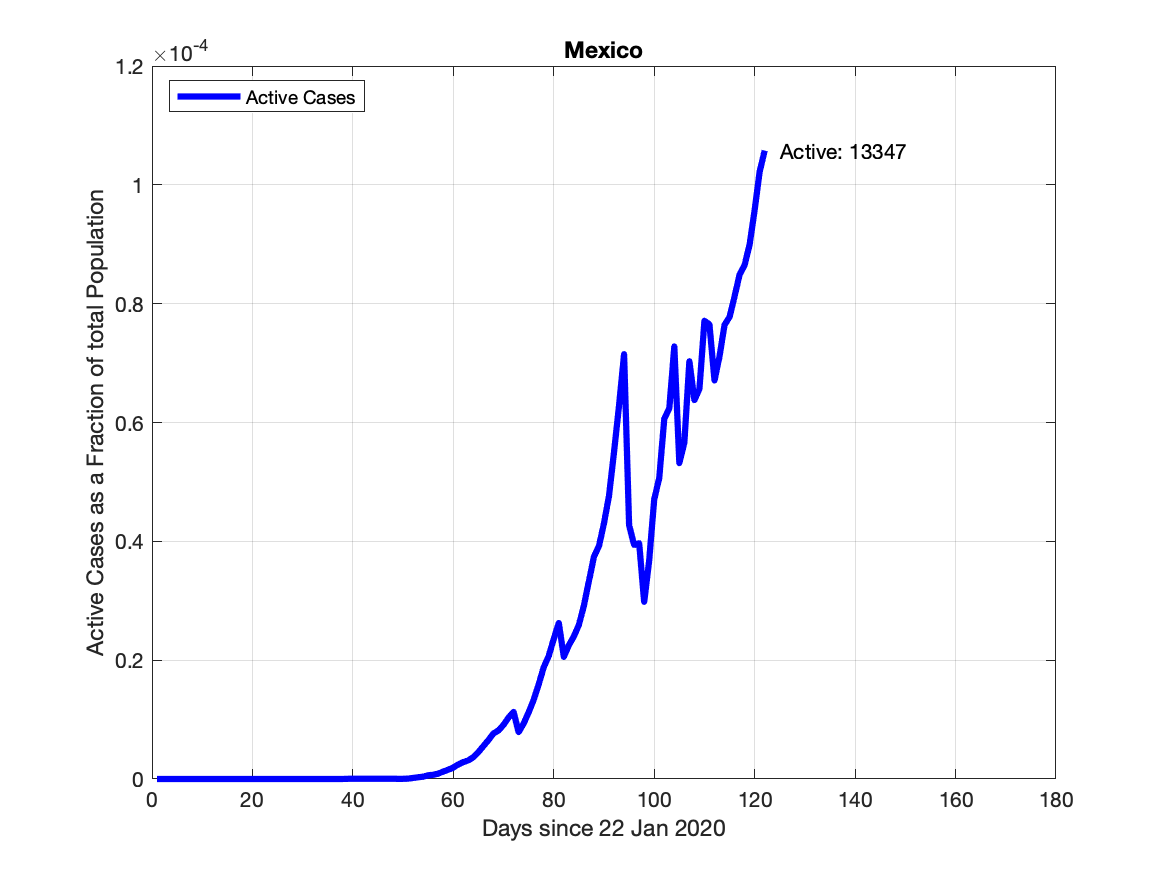 Mexico
×10-4
Active Cases
Active: 13347
1.2
1
0.8
0.6
0.4
0.2
0
Active Cases as a Fraction of total Population
0 20 40 60 80 100 120 140 160 180
Days since 22 Jan 2020